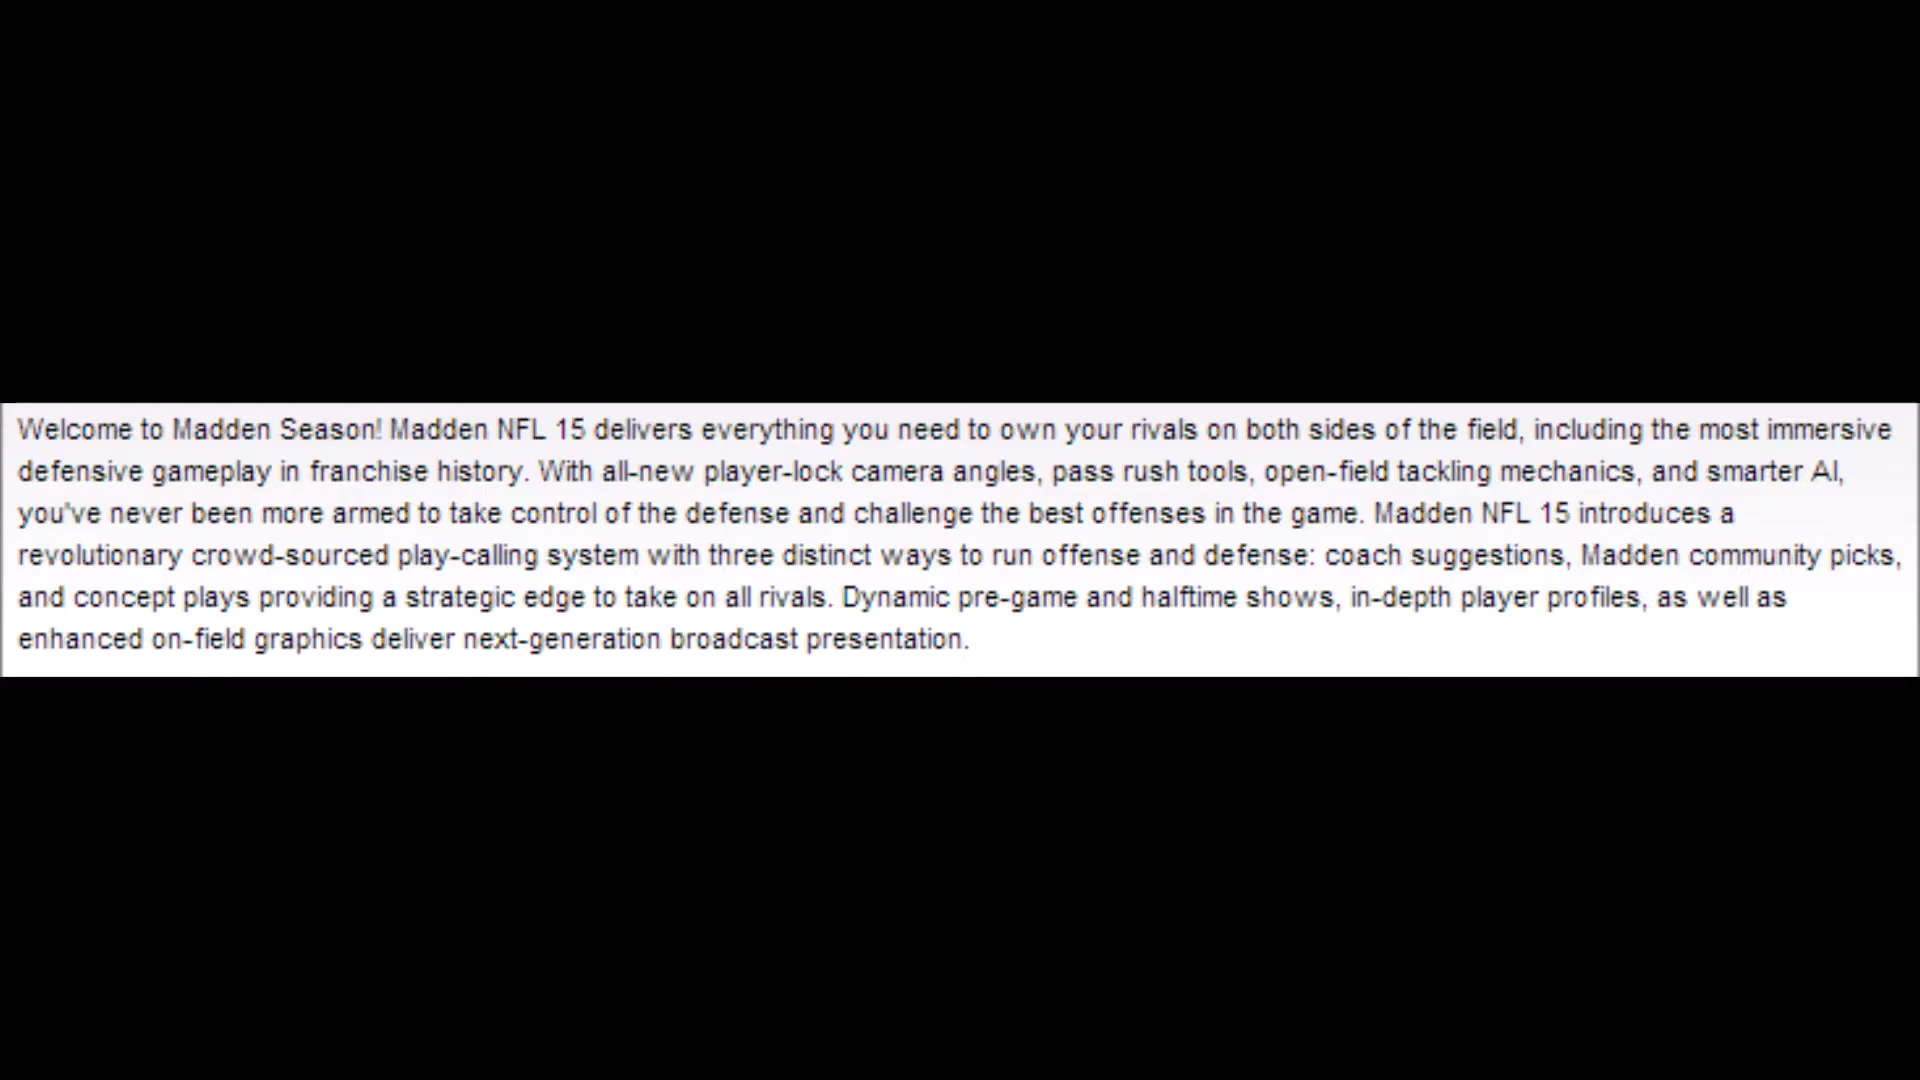 Welcome to Madden Season! Madden NFL 15 delivers everything you need to own your rivals on both sides of the field, including the most immersive
defensive gameplay in franchise history. With all-new player-lock camera angles, pass rush tools, open-field tackling mechanics, and smarter AI,
you've never been more armed to take control of the defense and challenge the best offenses in the game. Madden NFL 15 introduces a
revolutionary crowd-sourced play-calling system with three distinct ways to run offense and defense: coach suggestions, Madden community picks,
and concept plays providing a strategic edge to take on all rivals. Dynamic pre-game and halftime shows, in-depth player profiles, as well as
enhanced on-field graphics deliver next-generation broadcast presentation.